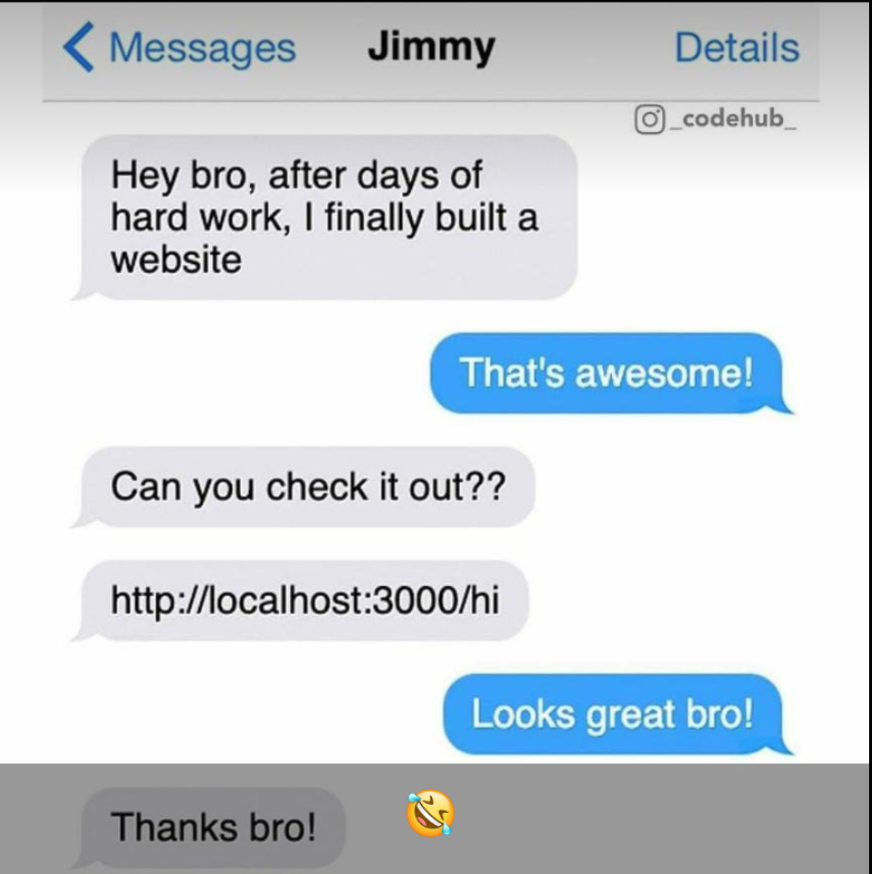 Messages Jimmy Details
_codehub_
Hey bro, after days of
hard work, I finally built a
website
That's awesome!
Can you check it out??
http://localhost:3000/hi
Looks great bro!
Thanks bro!